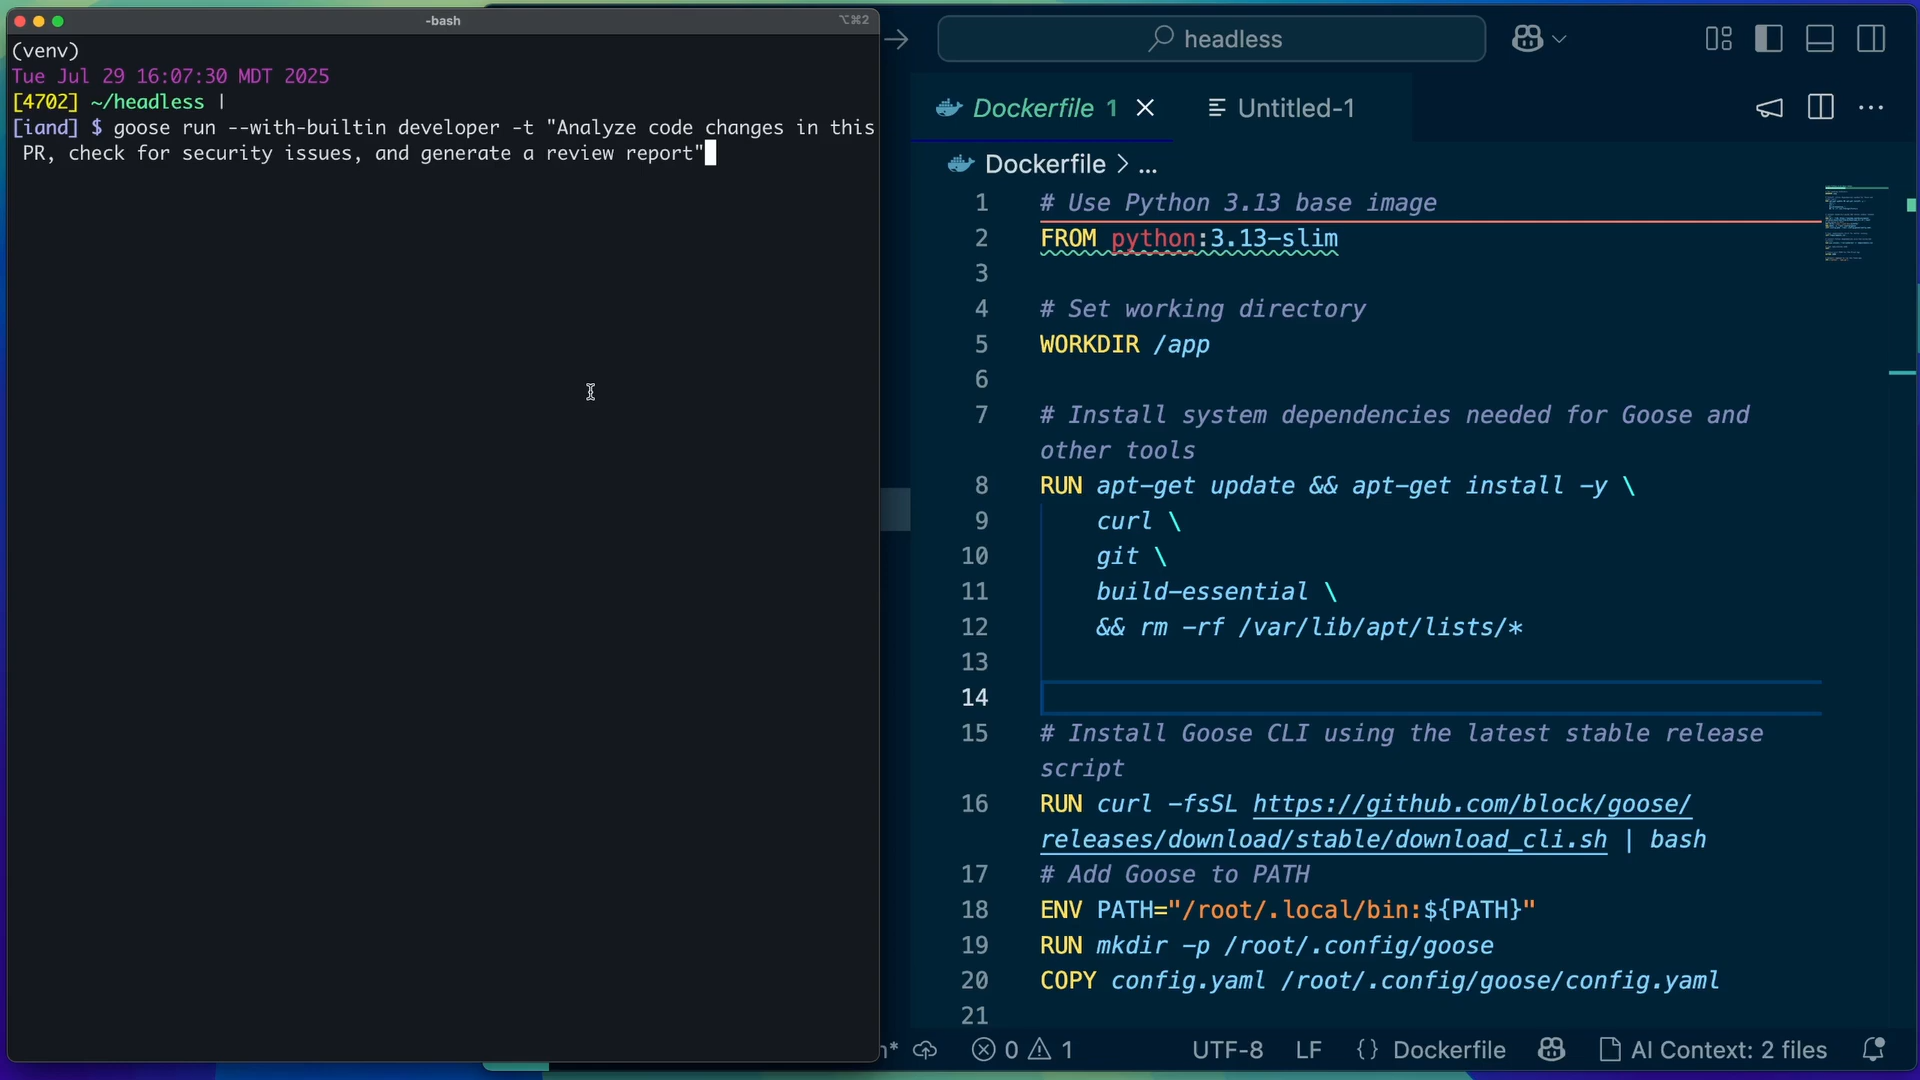 -bash
⌥⌘2
(venv)
Tue Jul 29 16:07:30 MDT 2025
[4702] ~/headless |
[iand] $ goose run --with-builtin developer -t "Analyze code changes in this
PR, check for security issues, and generate a review report"
headless
Dockerfile 1
Untitled-1
Dockerfile > ...
1 # Use Python 3.13 base image
2 FROM python:3.13-slim
3
4 # Set working directory
5 WORKDIR /app
6
7 # Install system dependencies needed for Goose and
other tools
8 RUN apt-get update && apt-get install -y \
9 curl \
10 git \
11 build-essential \
12 && rm -rf /var/lib/apt/lists/*
13
14
15 # Install Goose CLI using the latest stable release
script
16 RUN curl -fsSL https://github.com/block/goose/
releases/download/stable/download_cli.sh | bash
17 # Add Goose to PATH
18 ENV PATH="/root/.local/bin:${PATH}"
19 RUN mkdir -p /root/.config/goose
20 COPY config.yaml /root/.config/goose/config.yaml
21
0 1 UTF-8 LF {} Dockerfile AI Context: 2 files